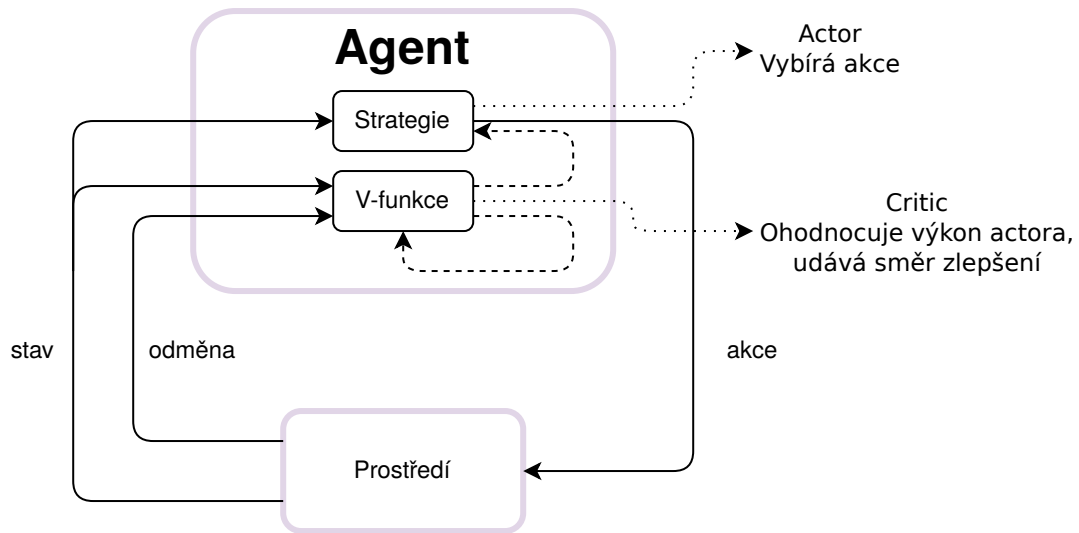 Agent
Actor
Vybírá akce
Strategie
V-funkce
Critic
Ohodnocuje výkon actora,
udává směr zlepšení
stav
odměna
akce
Prostředí